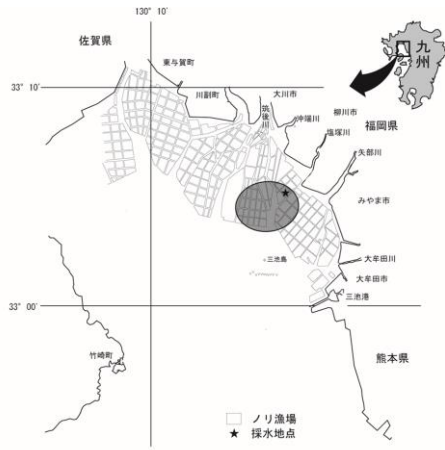 130° 10′
佐賀県
東与賀町
九州
33° 10′
川副町
大川市
筑後川
沖端川
柳川市
福岡県
塩塚川
矢部川
みやま市
三池島
大牟田川
大牟田市
33° 00′
三池港
竹崎町
熊本県
ノリ漁場
★ 採水地点